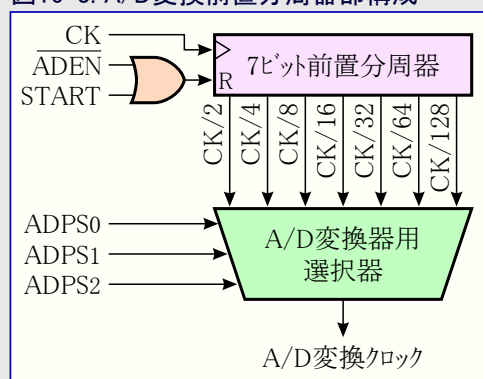 図16-3. A/D変換前置分周器部構成
CK
ADEN
START
R
7ビット前置分周器
CK/2
CK/4
CK/8
CK/16
CK/32
CK/64
CK/128
ADPS0
ADPS1
ADPS2
A/D変換器用
選択器
A/D変換クロック